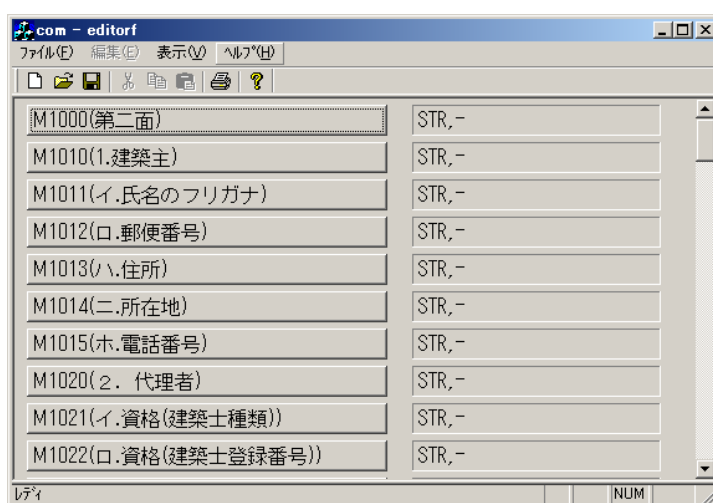 com - editorf
ﾌｧｲﾙ(F) 編集(E) 表示(V) ﾍﾙﾌﾟ(H)
M1000(第二面) STR,-
M1010(1.建築主) STR,-
M1011(イ.氏名のフリガナ) STR,-
M1012(ロ.郵便番号) STR,-
M1013(ハ.住所) STR,-
M1014(ニ.所在地) STR,-
M1015(ホ.電話番号) STR,-
M1020(２．代理者) STR,-
M1021(イ.資格(建築士種類)) STR,-
M1022(ロ.資格(建築士登録番号)) STR,-
ﾚﾃﾞｨ NUM